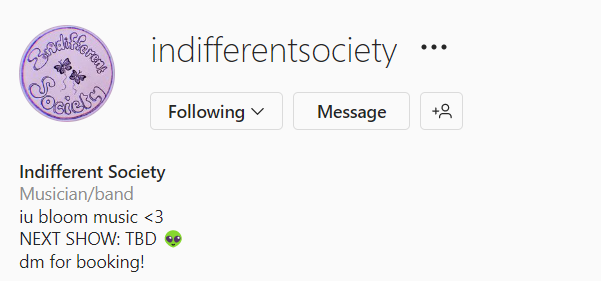 Indifferent
Society
indifferentsociety
Following
Message
Indifferent Society
Musician/band
iu bloom music <3
NEXT SHOW: TBD 👽
dm for booking!